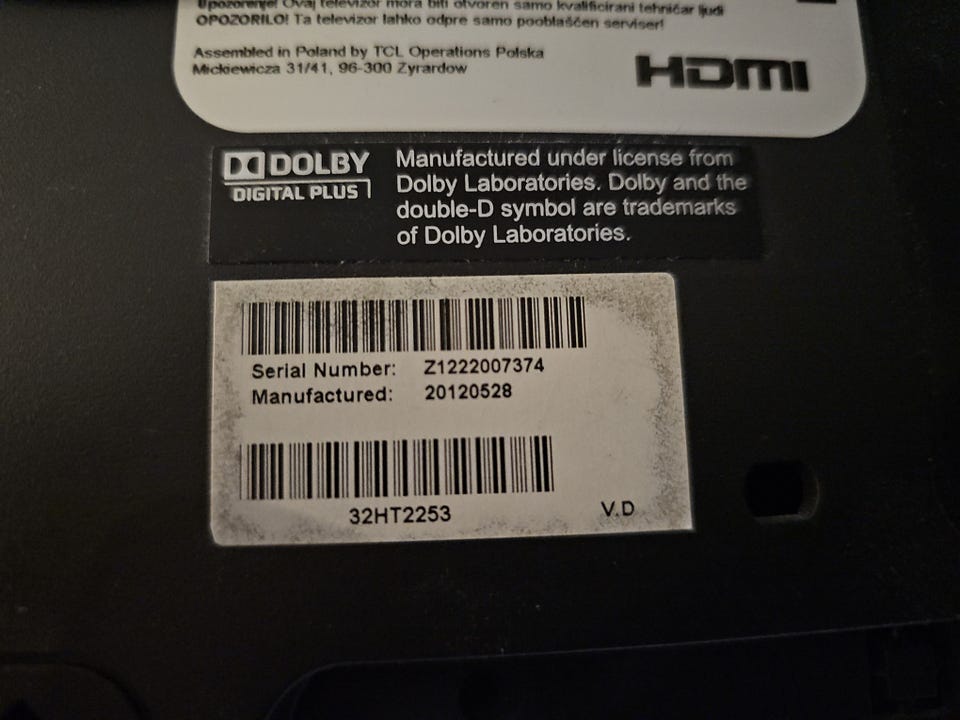 Upozorenje! Ovaj televizor mora biti otvoren samo kvalificirani tehničar ljudi
OPOZORILO! Ta televizor lahko odpre samo pooblaščen serviser!
Assembled in Poland by TCL Operations Polska
Mickiewicza 31/41, 96-300 Zyrardow
HDMI
DOLBY
DIGITAL PLUS
Manufactured under license from
Dolby Laboratories. Dolby and the
double-D symbol are trademarks
of Dolby Laboratories.
Serial Number: Z1222007374
Manufactured: 20120528
32HT2253
V.D